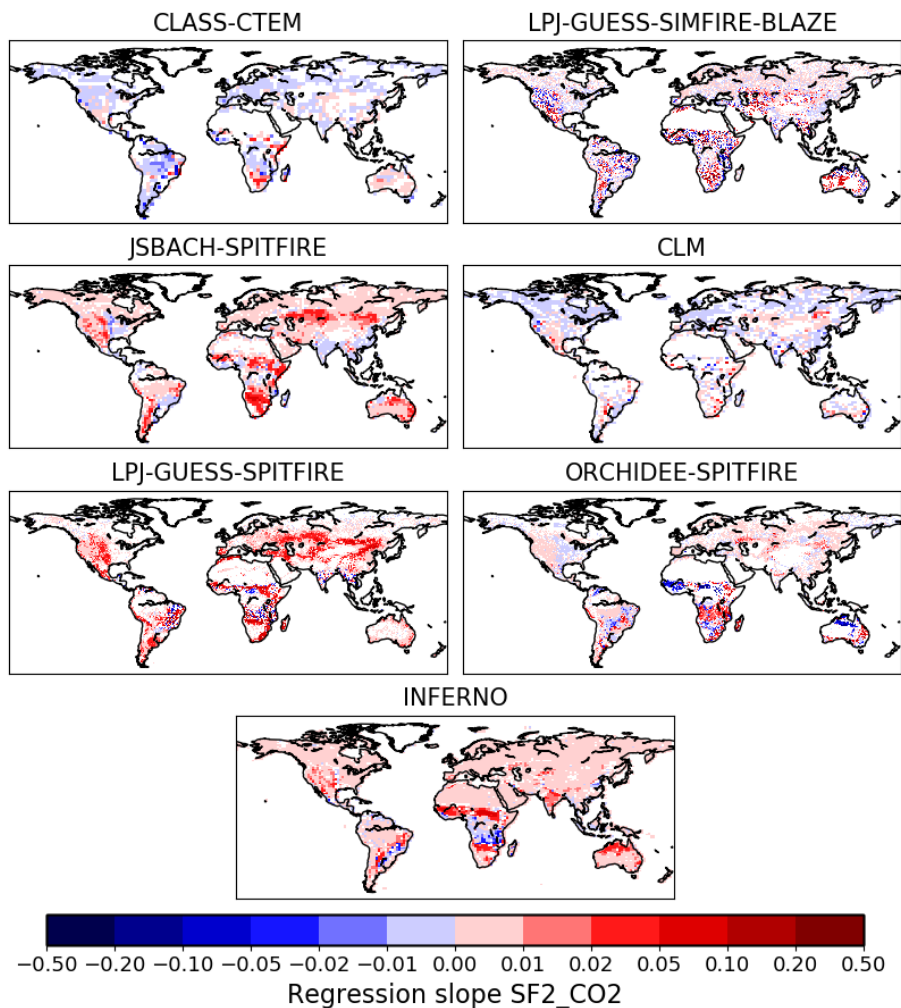 CLASS-CTEM
LPJ-GUESS-SIMFIRE-BLAZE
JSBACH-SPITFIRE
CLM
LPJ-GUESS-SPITFIRE
ORCHIDEE-SPITFIRE
INFERNO
−0.50 −0.20 −0.10 −0.05 −0.02 −0.01 0.00 0.01 0.02 0.05 0.10 0.20 0.50
Regression slope SF2_CO2